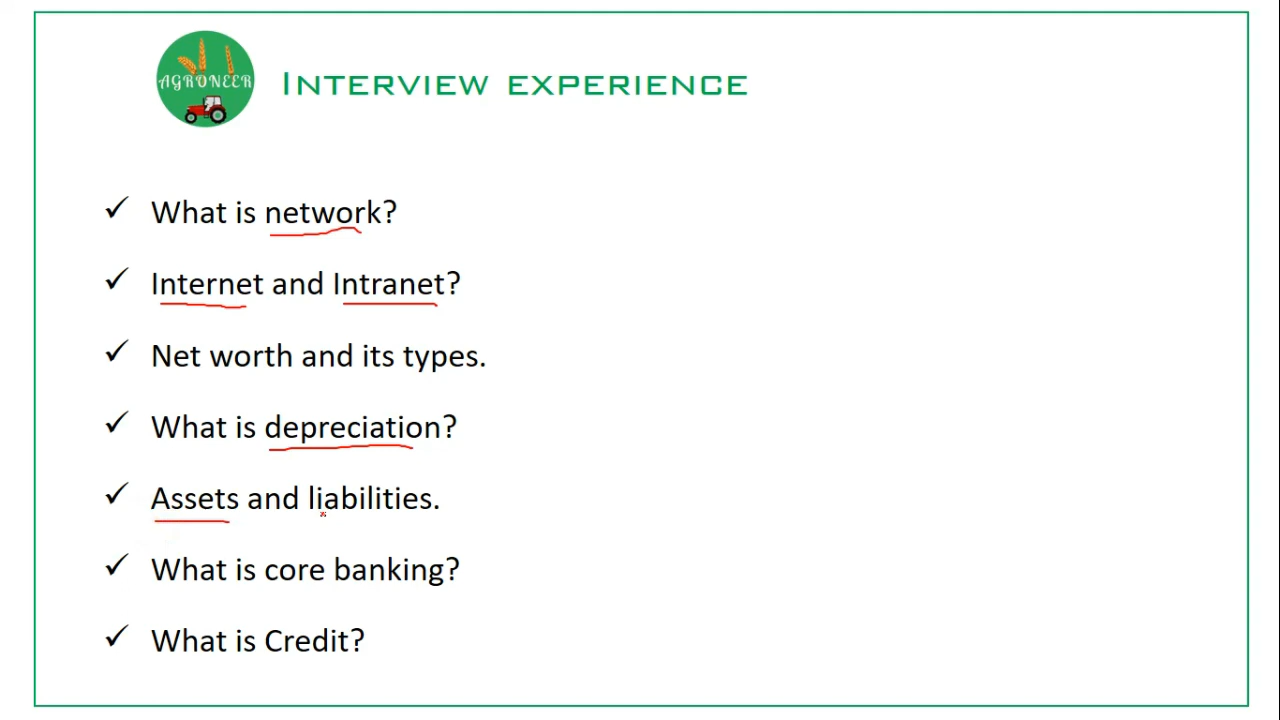 AGRONEER
INTERVIEW EXPERIENCE
✓ What is network?
✓ Internet and Intranet?
✓ Net worth and its types.
✓ What is depreciation?
✓ Assets and liabilities.
✓ What is core banking?
✓ What is Credit?